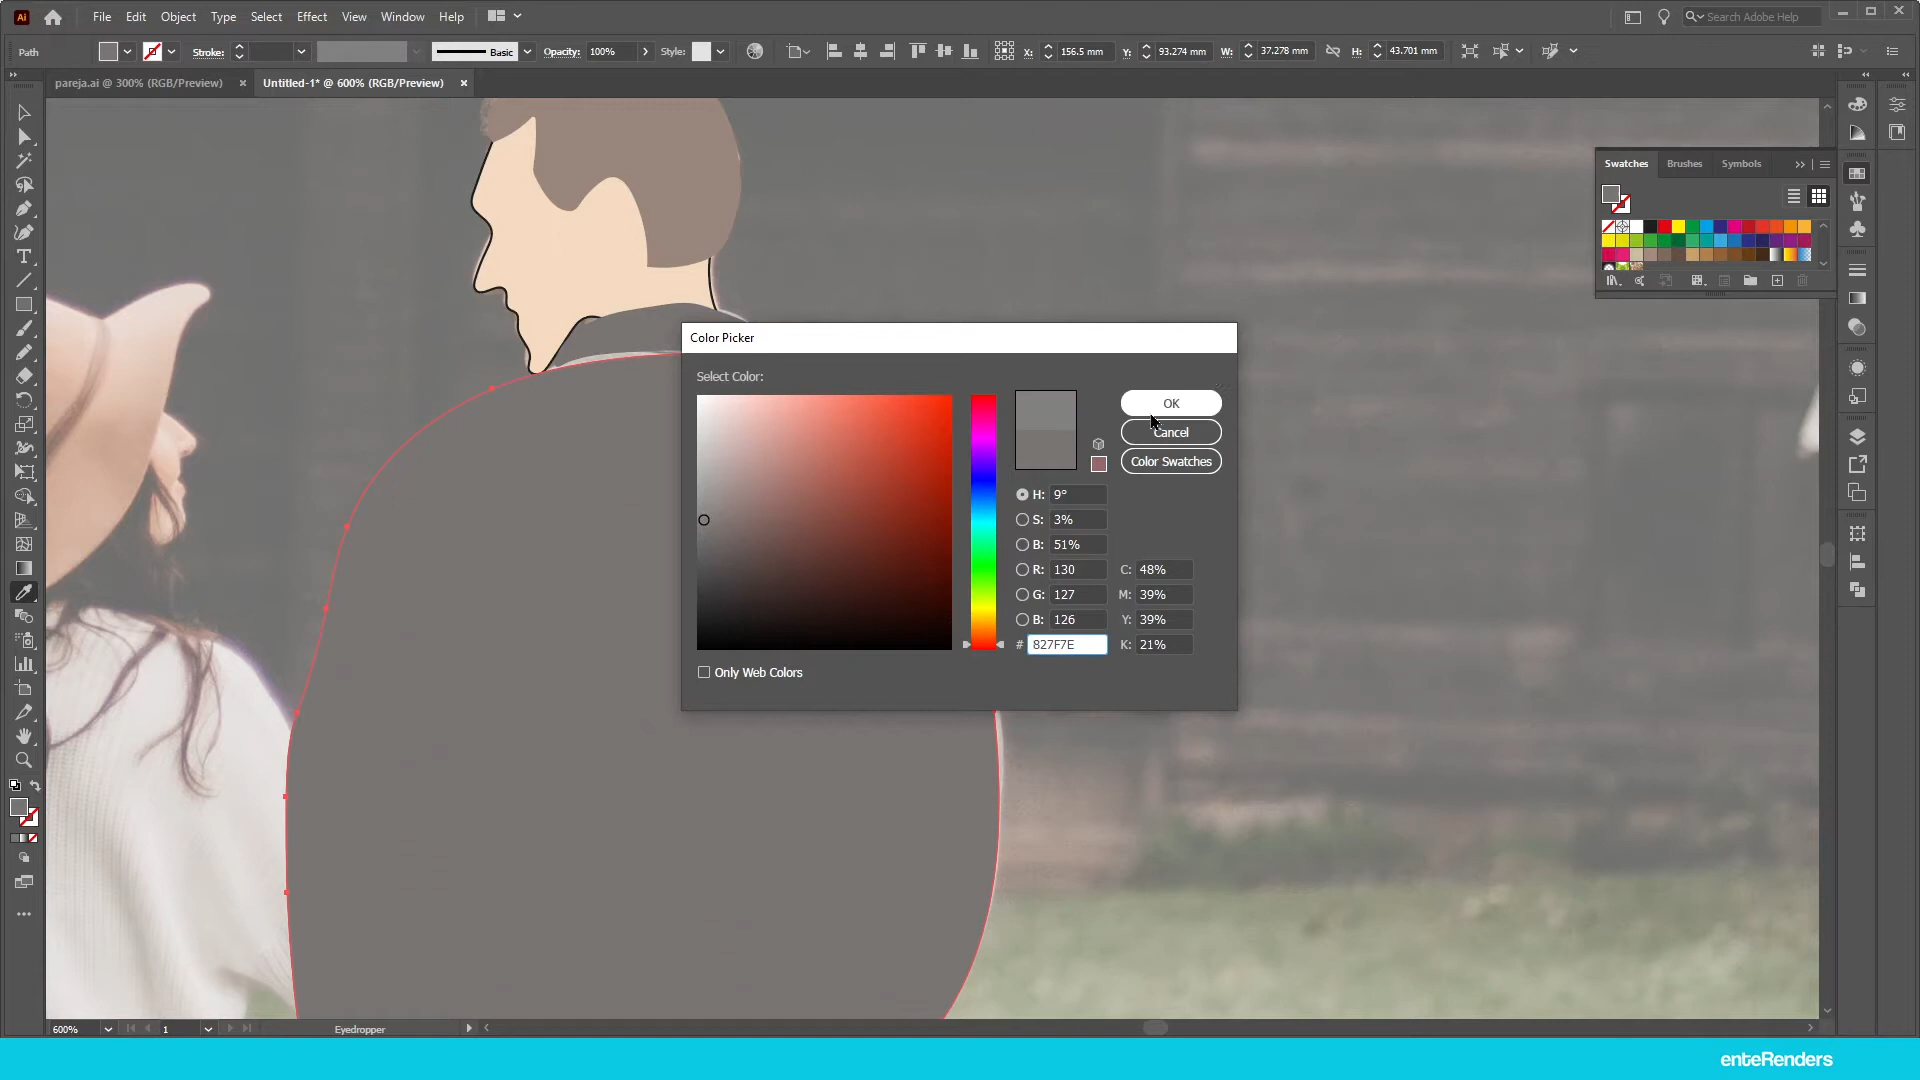 Ai File Edit Object Type Select Effect View Window Help Search Adobe Help
Path Stroke: Basic Opacity: 100% Style: X: 156.5 mm Y: 93.274 mm W: 37.278 mm H: 43.701 mm
pareja.ai @ 300% (RGB/Preview) Untitled-1* @ 600% (RGB/Preview)
Swatches Brushes Symbols
Color Picker
Select Color:
OK
Cancel
Color Swatches
H: 9°
S: 3%
B: 51%
R: 130 C: 48%
G: 127 M: 39%
B: 126 Y: 39%
# 827F7E K: 21%
Only Web Colors
600% 1 Eyedropper
enteRenders